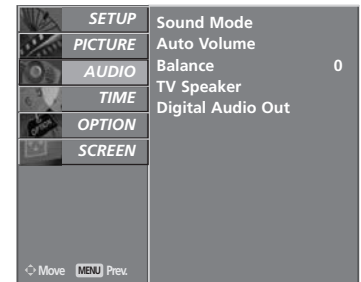 SETUP
PICTURE
AUDIO
TIME
OPTION
SCREEN
Move MENU Prev.
Sound Mode
Auto Volume
Balance 0
TV Speaker
Digital Audio Out